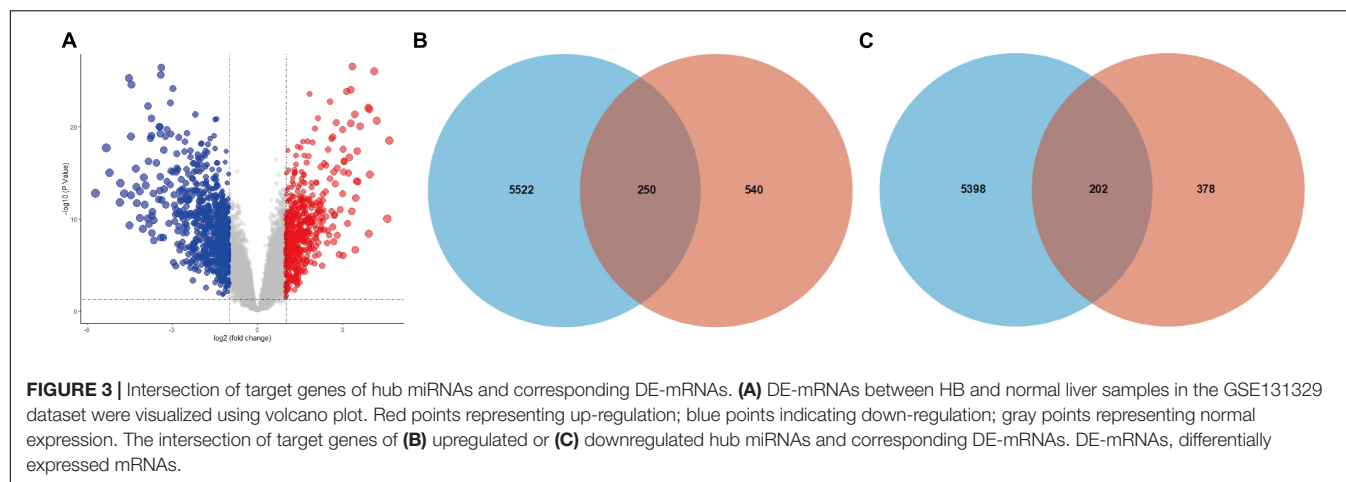 A
B
C
-log10 (P.Value)
20
10
0
-6
-3
0
3
log2 (fold change)
5522
250
540
5398
202
378
FIGURE 3 | Intersection of target genes of hub miRNAs and corresponding DE-mRNAs. (A) DE-mRNAs between HB and normal liver samples in the GSE131329
dataset were visualized using volcano plot. Red points representing up-regulation; blue points indicating down-regulation; gray points representing normal
expression. The intersection of target genes of (B) upregulated or (C) downregulated hub miRNAs and corresponding DE-mRNAs. DE-mRNAs, differentially
expressed mRNAs.